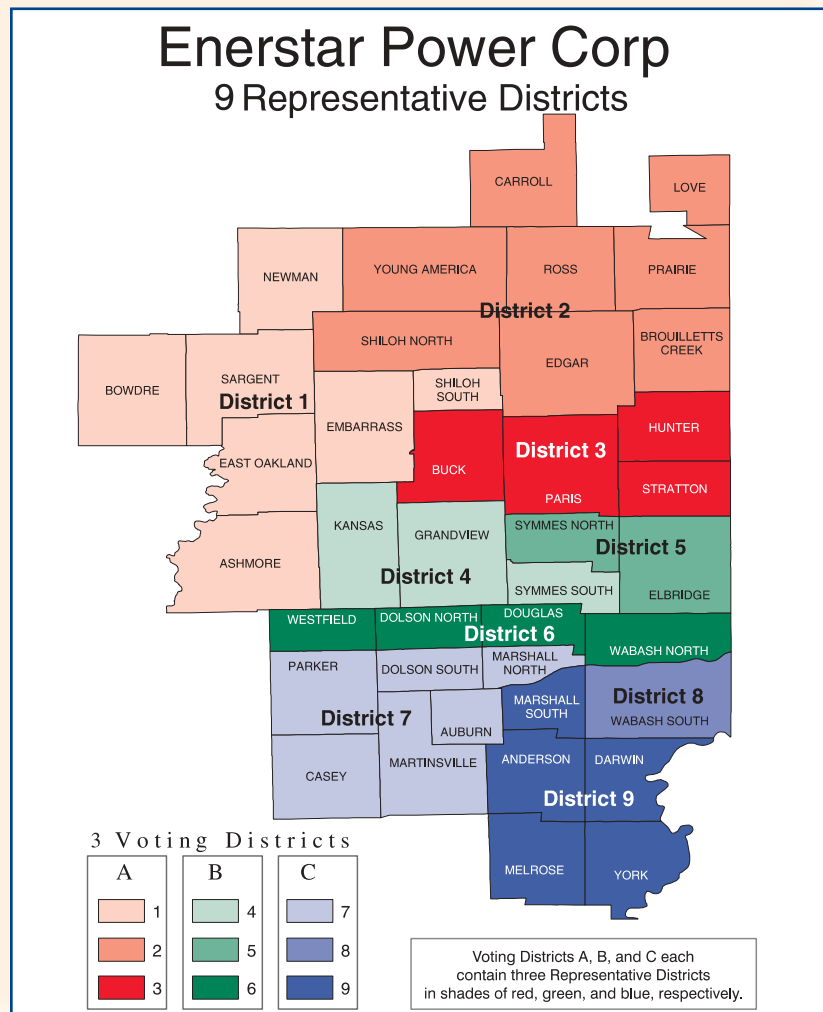 Enerstar Power Corp
9 Representative Districts
CARROLL
LOVE
NEWMAN
YOUNG AMERICA
ROSS
PRAIRIE
District 2
SHILOH NORTH
EDGAR
BROUILLETTS
CREEK
BOWDRE
SARGENT
SHILOH
SOUTH
District 1
EMBARRASS
HUNTER
District 3
EAST OAKLAND
BUCK
PARIS
STRATTON
KANSAS
GRANDVIEW
SYMMES NORTH
District 5
ASHMORE
District 4
SYMMES SOUTH
ELBRIDGE
WESTFIELD
DOLSON NORTH
DOUGLAS
District 6
WABASH NORTH
PARKER
DOLSON SOUTH
MARSHALL
NORTH
District 8
MARSHALL
SOUTH
WABASH SOUTH
District 7
AUBURN
CASEY
MARTINSVILLE
ANDERSON
DARWIN
District 9
MELROSE
YORK
3 Voting Districts
A
1
2
3
B
4
5
6
C
7
8
9
Voting Districts A, B, and C each
contain three Representative Districts
in shades of red, green, and blue, respectively.